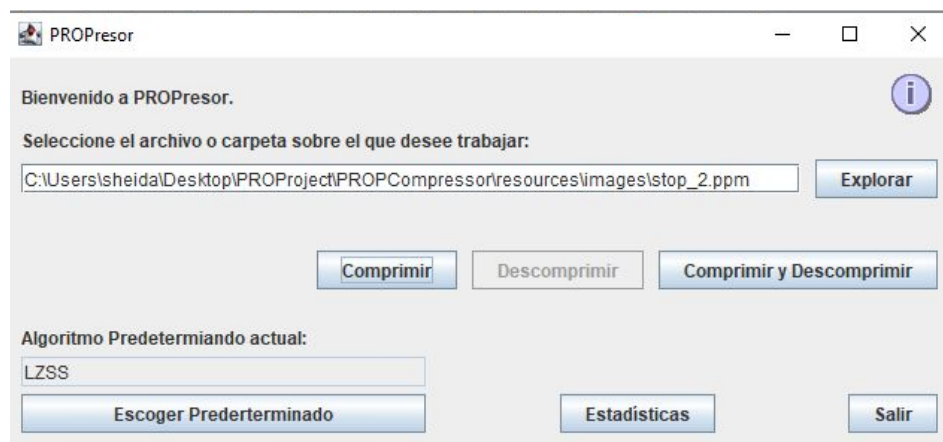 PROPresor
Bienvenido a PROPresor.
i
Seleccione el archivo o carpeta sobre el que desee trabajar:
C:\Users\sheida\Desktop\PROProject\PROPCompressor\resources\images\stop_2.ppm
Explorar
Comprimir
Descomprimir
Comprimir y Descomprimir
Algoritmo Predetermiando actual:
LZSS
Escoger Prederterminado
Estadísticas
Salir